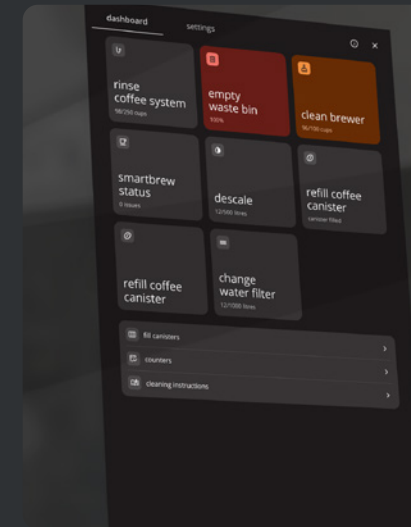 dashboard
settings
rinse
coffee system
98/250 cups
empty
waste bin
100%
clean brewer
96/100 cups
smartbrew
status
0 issues
descale
12/500 litres
refill coffee
canister
canister filled
refill coffee
canister
change
water filter
12/1000 litres
fill canisters
counters
cleaning instructions